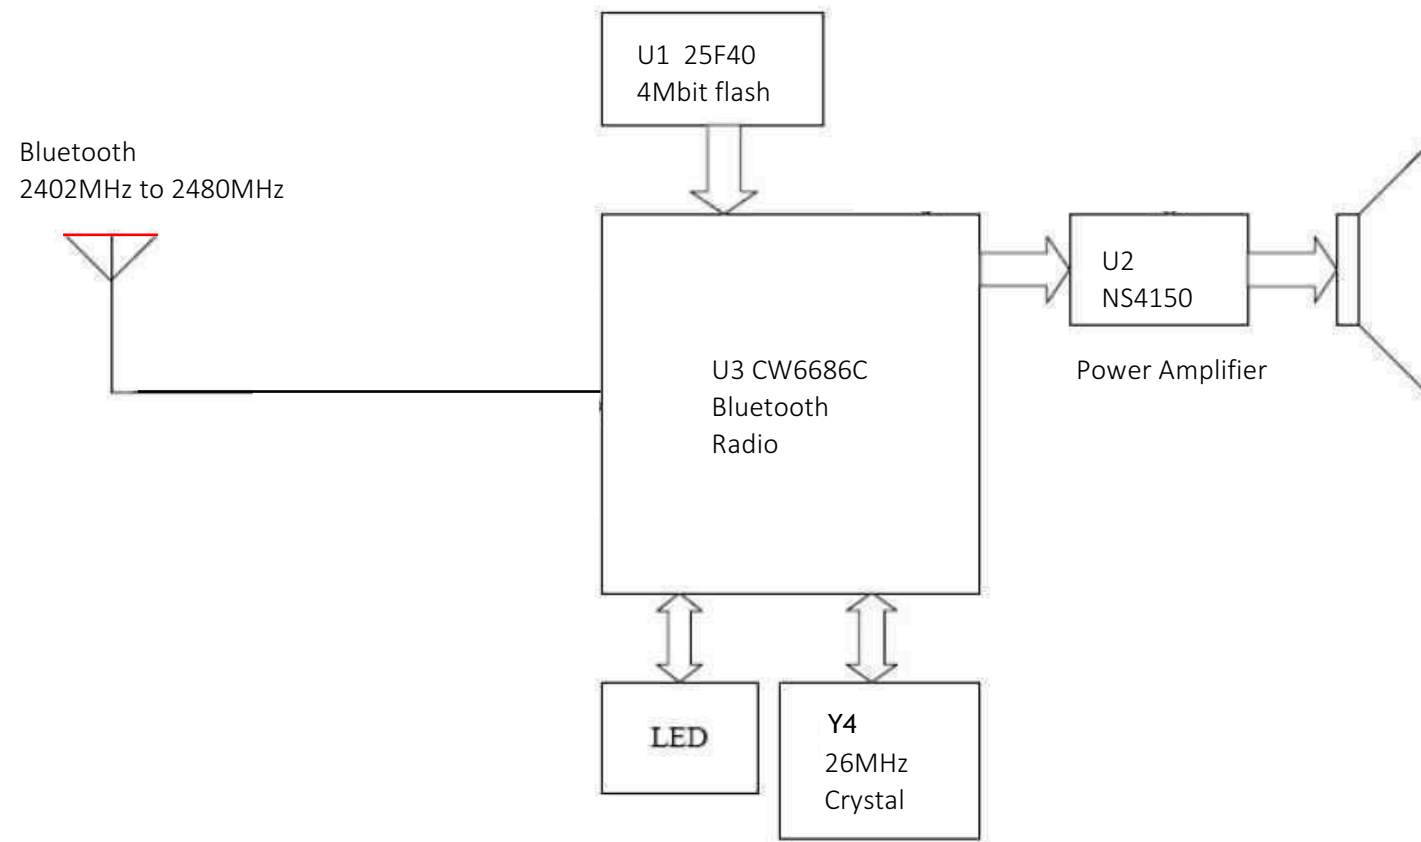 U1 25F40
4Mbit flash
Bluetooth
2402MHz to 2480MHz
U2
NS4150
Power Amplifier
U3 CW6686C
Bluetooth
Radio
LED
Y4
26MHz
Crystal